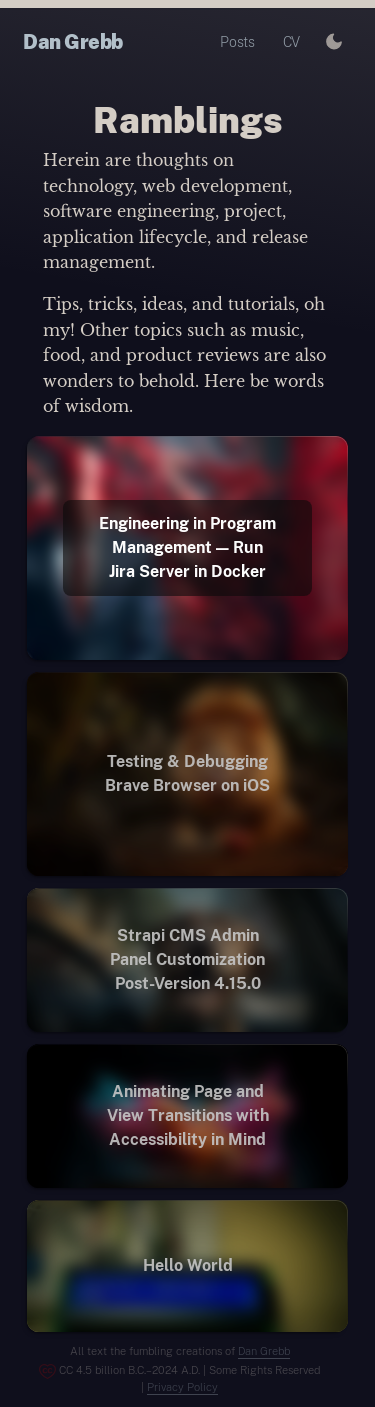 Dan Grebb
Posts
CV
Ramblings
Herein are thoughts on
technology, web development,
software engineering, project,
application lifecycle, and release
management.
Tips, tricks, ideas, and tutorials, oh
my! Other topics such as music,
food, and product reviews are also
wonders to behold. Here be words
of wisdom.
Engineering in Program
Management — Run
Jira Server in Docker
Testing & Debugging
Brave Browser on iOS
Strapi CMS Admin
Panel Customization
Post-Version 4.15.0
Animating Page and
View Transitions with
Accessibility in Mind
Hello World
All text the fumbling creations of Dan Grebb
CC 4.5 billion B.C.–2024 A.D. | Some Rights Reserved
| Privacy Policy